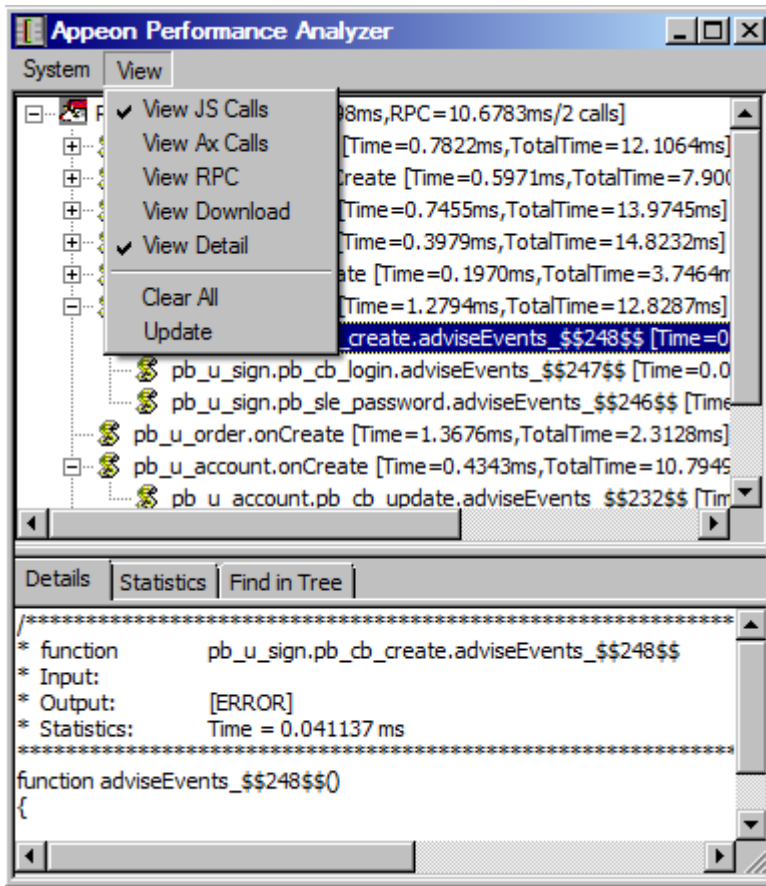 Appeon Performance Analyzer
System View
View JS Calls
View Ax Calls
View RPC
View Download
View Detail
Clear All
Update
98ms,RPC=10.6783ms/2 calls]
[Time=0.7822ms,TotalTime=12.1064ms]
Create [Time=0.5971ms,TotalTime=7.900
[Time=0.7455ms,TotalTime=13.9745ms]
[Time=0.3979ms,TotalTime=14.8232ms]
ate [Time=0.1970ms,TotalTime=3.7464m
[Time=1.2794ms,TotalTime=12.8287ms]
_create.adviseEvents_$$248$$ [Time=0
pb_u_sign.pb_cb_login.adviseEvents_$$247$$ [Time=0.0
pb_u_sign.pb_sle_password.adviseEvents_$$246$$ [Time
pb_u_order.onCreate [Time=1.3676ms,TotalTime=2.3128ms]
pb_u_account.onCreate [Time=0.4343ms,TotalTime=10.7949
pb_u_account.pb_cb_update.adviseEvents_$$232$$ [Tim
Details Statistics Find in Tree
/************************************************************
* function pb_u_sign.pb_cb_create.adviseEvents_$$248$$
* Input:
* Output: [ERROR]
* Statistics: Time = 0.041137 ms
*************************************************************
function adviseEvents_$$248$$()
{